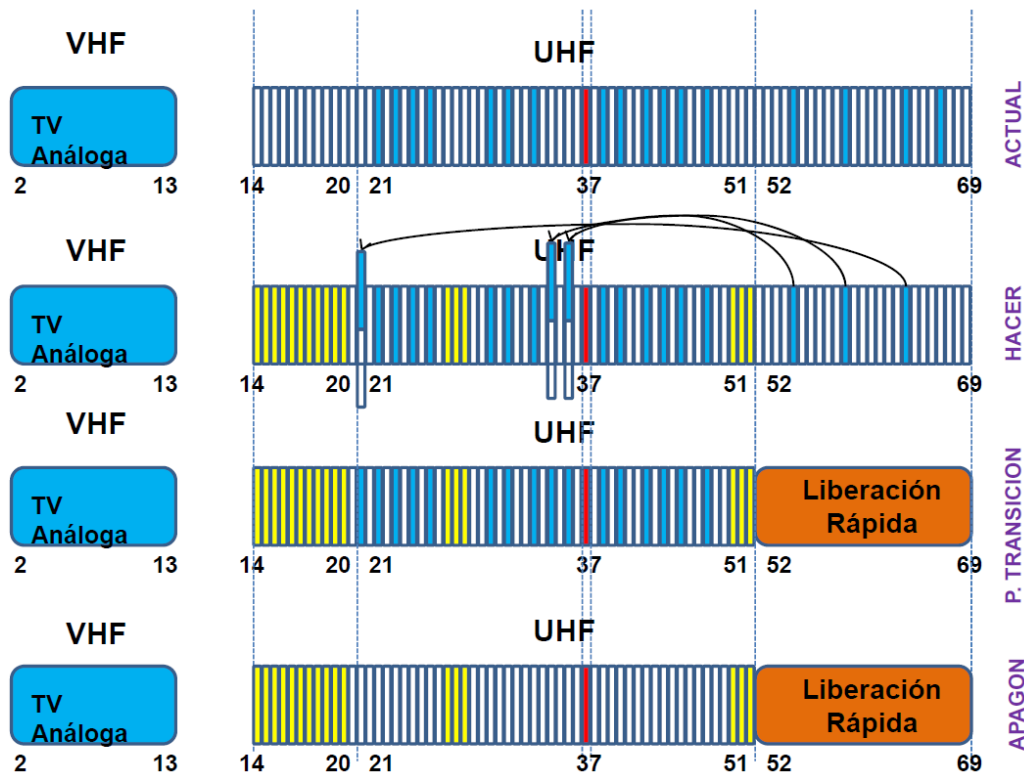 VHF
UHF
TV
Análoga
2 13 14 20 21 37 51 52 69
ACTUAL
VHF
UHF
TV
Análoga
2 13 14 20 21 37 51 52 69
HACER
VHF
UHF
TV
Análoga
Liberación
Rápida
2 13 14 20 21 37 51 52 69
P. TRANSICION
VHF
UHF
TV
Análoga
Liberación
Rápida
2 13 14 20 21 37 51 52 69
APAGON